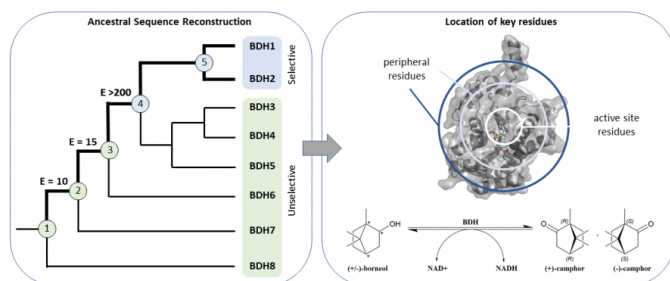 Ancestral Sequence Reconstruction
BDH1
BDH2
BDH3
BDH4
BDH5
BDH6
BDH7
BDH8
Selective
Unselective
5
E >200
4
E = 15
3
E = 10
2
1
Location of key residues
peripheral
residues
active site
residues
OH
*
*
*
(+/-)-borneol
BDH
NAD+
NADH
O
(R)
(R)
(+)-camphor
,
(S)
O
(S)
(-)-camphor